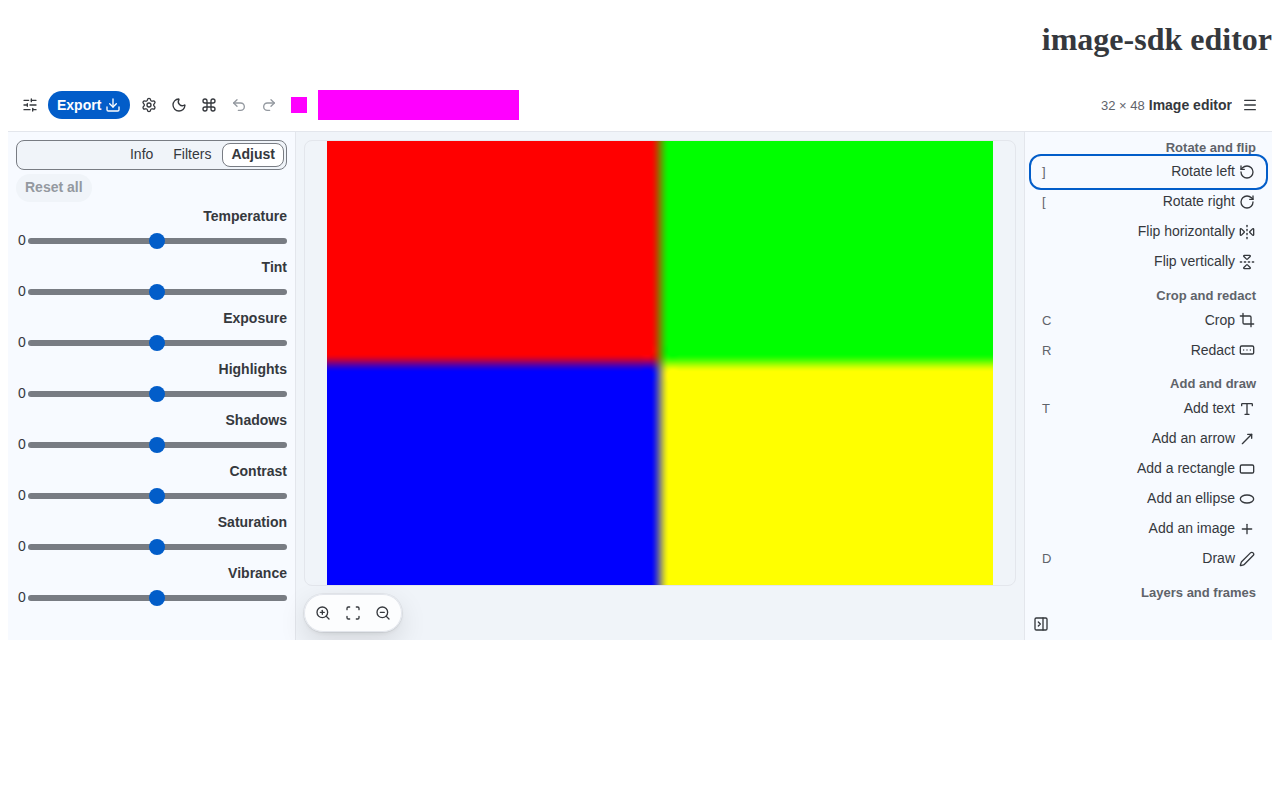 image-sdk editor
Export
32 × 48 Image editor
Info Filters Adjust
Reset all
Temperature
0
Tint
0
Exposure
0
Highlights
0
Shadows
0
Contrast
0
Saturation
0
Vibrance
0
Rotate and flip
] Rotate left
[ Rotate right
Flip horizontally
Flip vertically
Crop and redact
C Crop
R Redact
Add and draw
T Add text
Add an arrow
Add a rectangle
Add an ellipse
Add an image
D Draw
Layers and frames